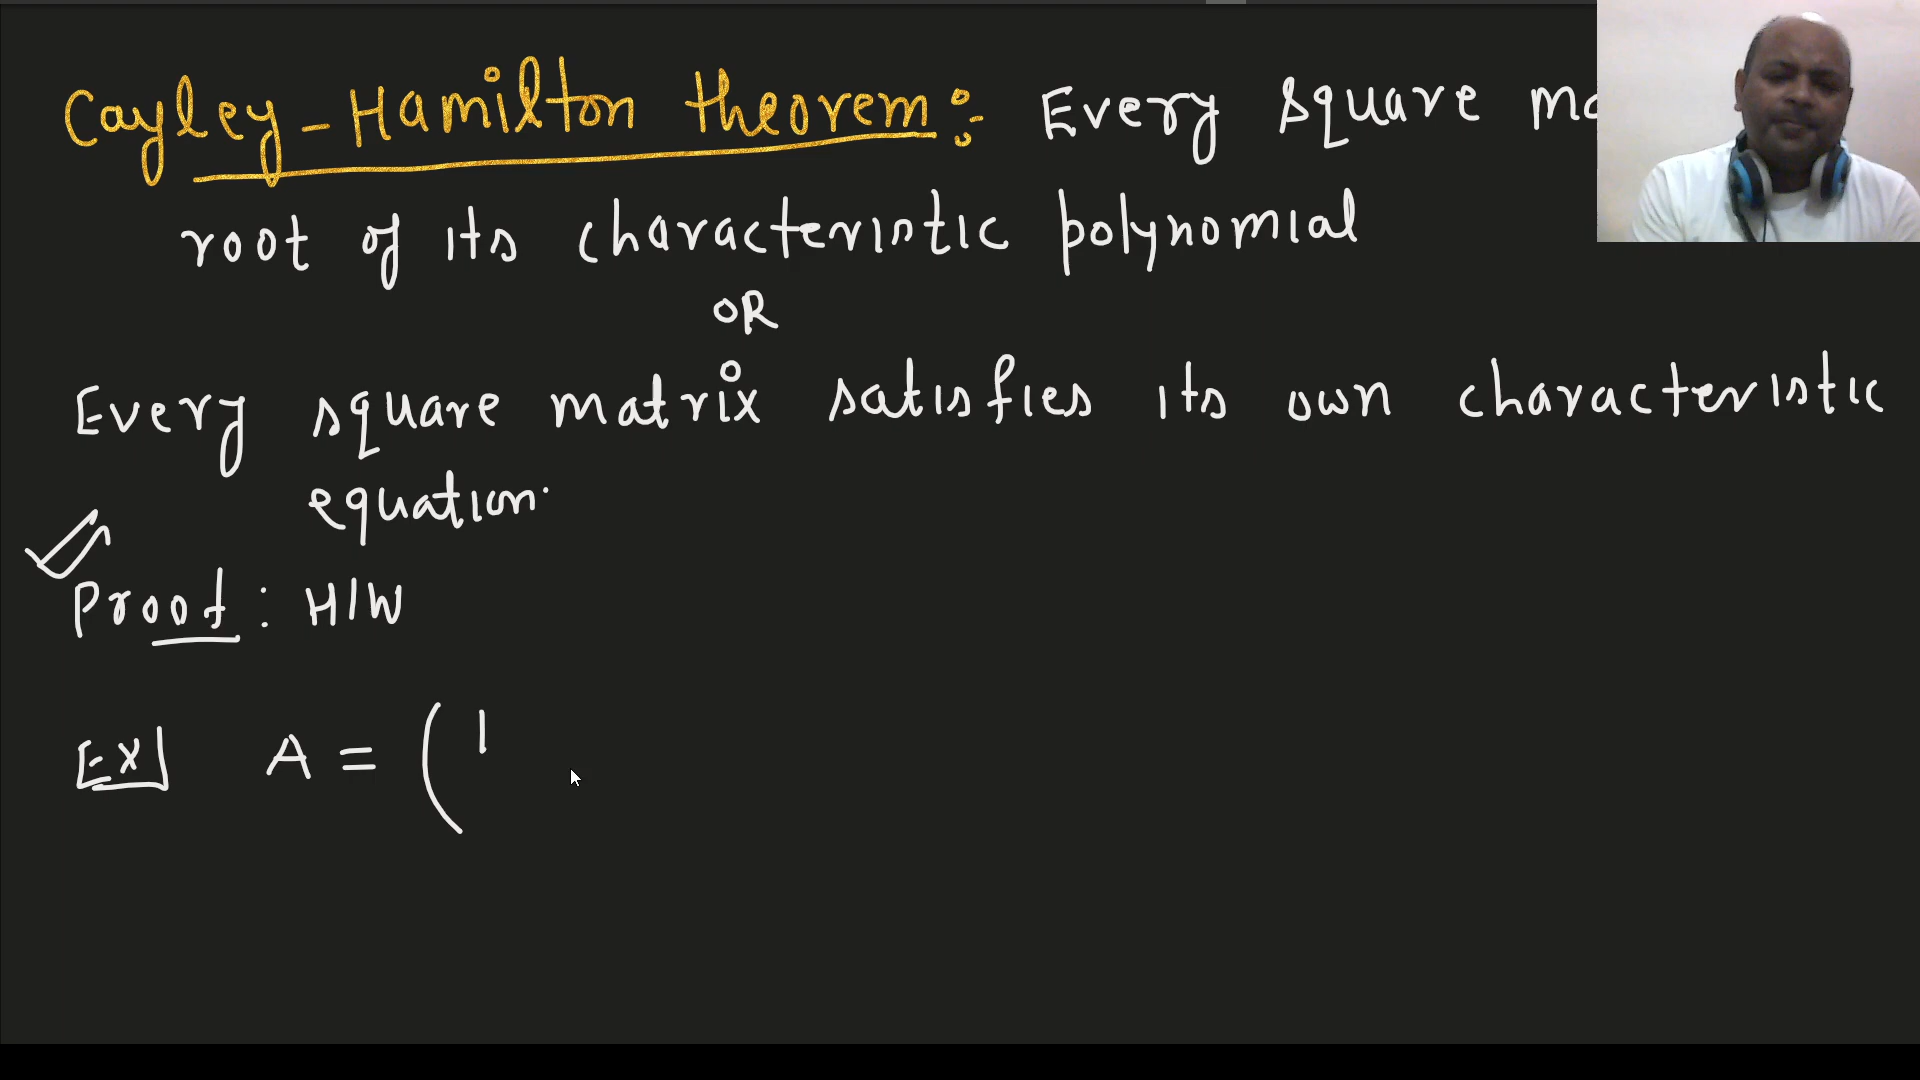 Cayley-Hamilton theorem:- Every square
root of its characteristic polynomial
OR
Every square matrix satisfies its own characteristic
equation.
Proof: H/W
Ex] A = ( 1